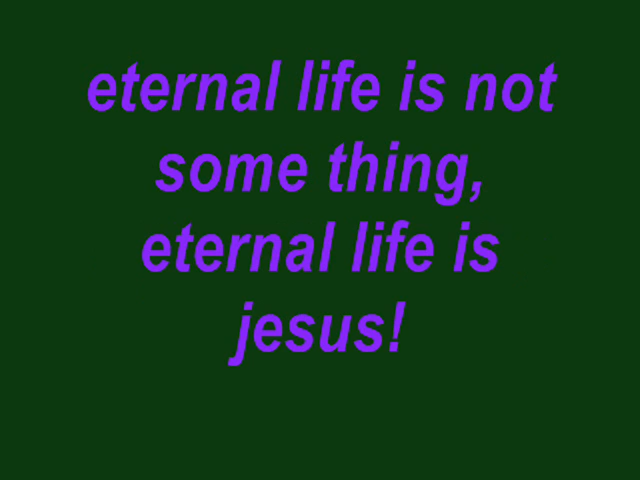 eternal life is not
some thing,
eternal life is
jesus!